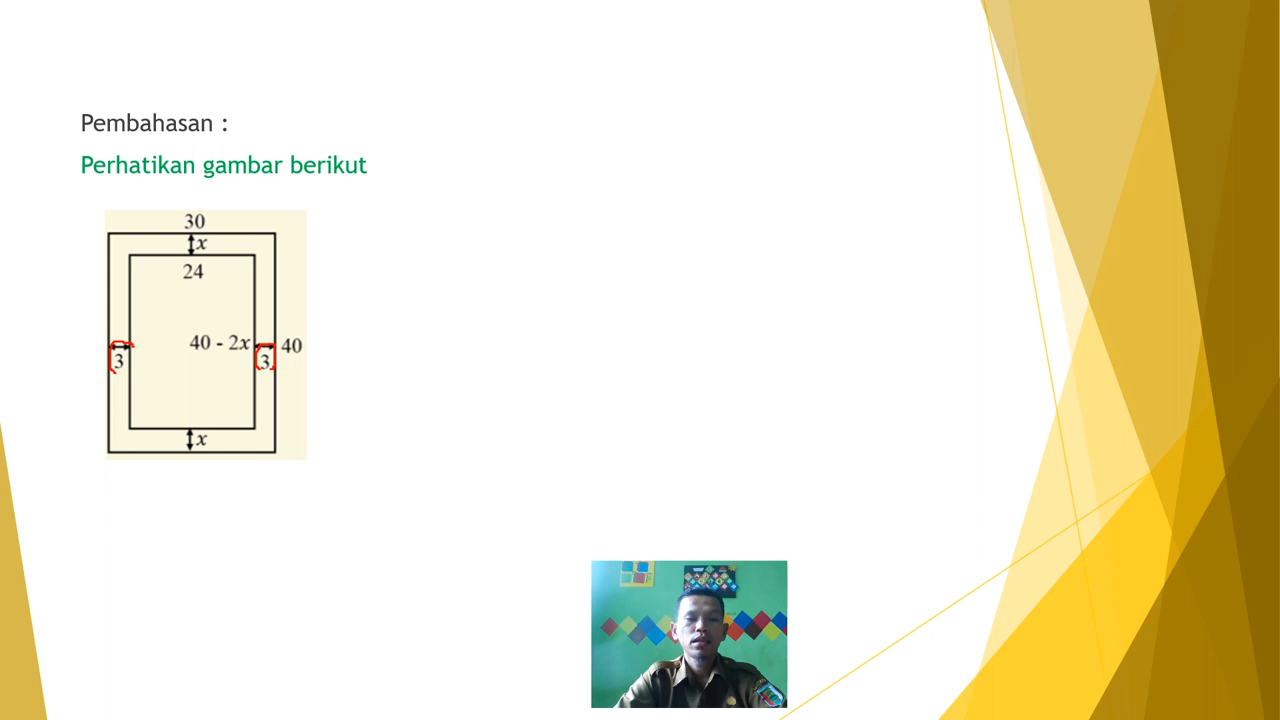 Pembahasan :
Perhatikan gambar berikut
30
x
24
40 - 2x
40
3
3
x